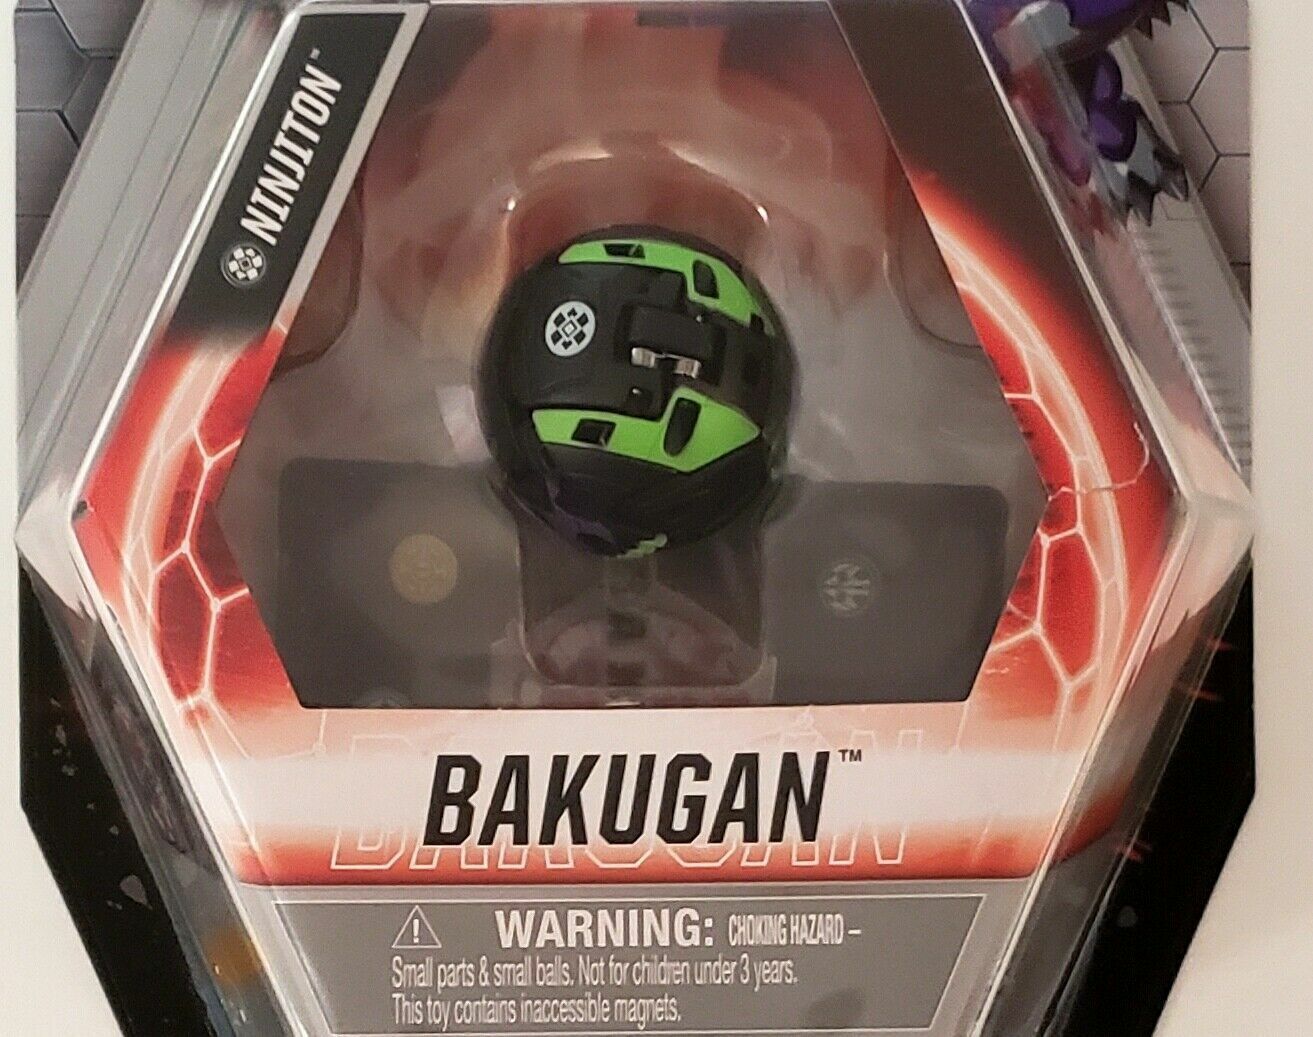 NINJITON™
BAKUGAN™
BAKUGAN
WARNING: CHOKING HAZARD –
Small parts & small balls. Not for children under 3 years.
This toy contains inaccessible magnets.